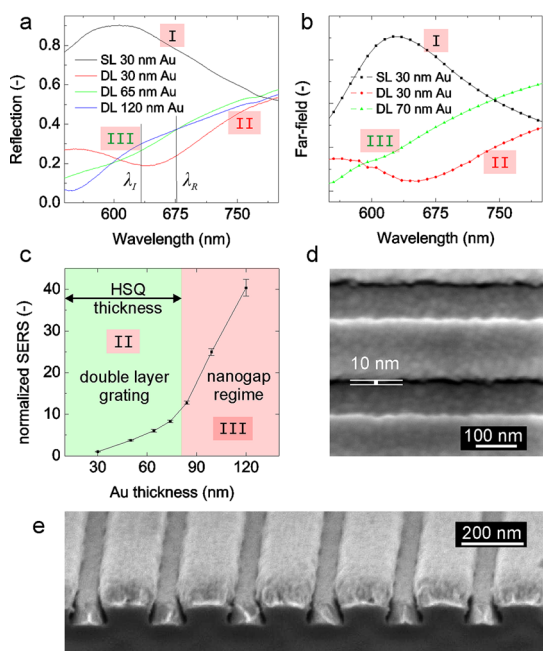 a
I
SL 30 nm Au
DL 30 nm Au
DL 65 nm Au
DL 120 nm Au
III
II
λI
λR
Reflection (-)
0.8
0.6
0.4
0.2
0.0
600
675
750
Wavelength (nm)
b
I
SL 30 nm Au
DL 30 nm Au
DL 70 nm Au
III
II
Far-field (-)
600
675
750
Wavelength (nm)
c
HSQ
thickness
II
double layer
grating
nanogap
regime
III
normalized SERS (-)
40
30
20
10
0
30
60
90
120
Au thickness (nm)
d
10 nm
100 nm
e
200 nm